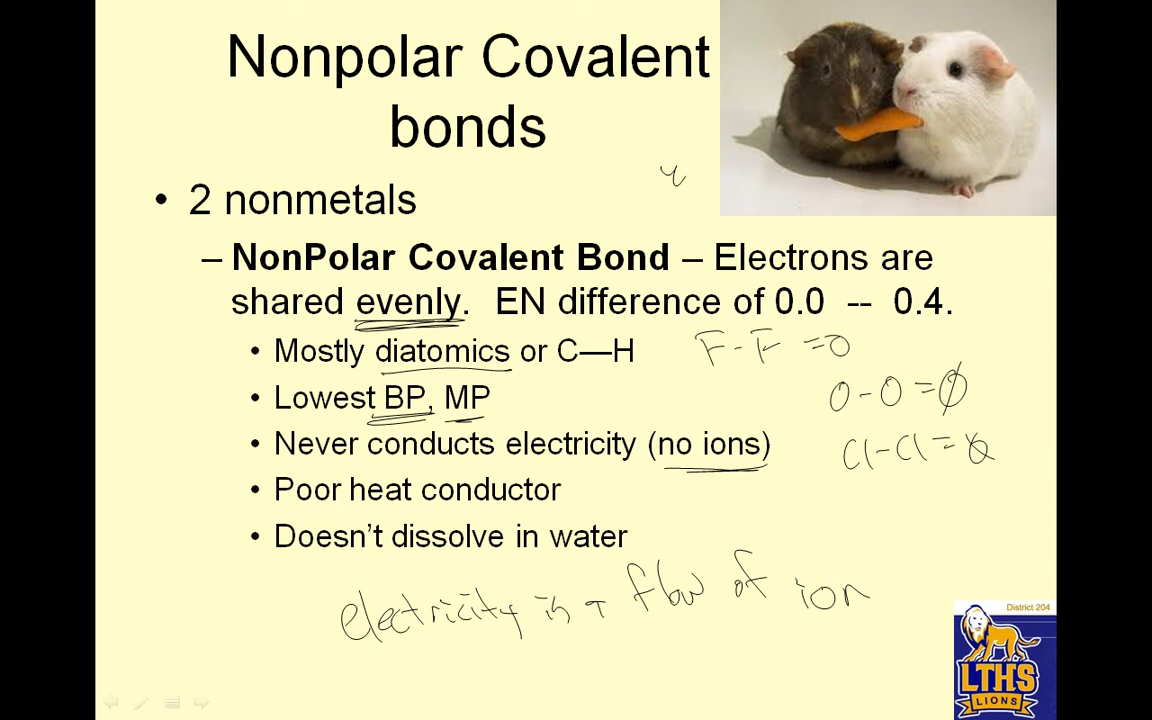 Nonpolar Covalent
bonds
• 2 nonmetals
– NonPolar Covalent Bond – Electrons are
shared evenly. EN difference of 0.0 -- 0.4.
• Mostly diatomics or C—H
F - F = 0
• Lowest BP, MP
O - O = 0
• Never conducts electricity (no ions)
Cl - Cl = 0
• Poor heat conductor
• Doesn't dissolve in water
electricity is a flow of ion
District 204
LTHS
LIONS